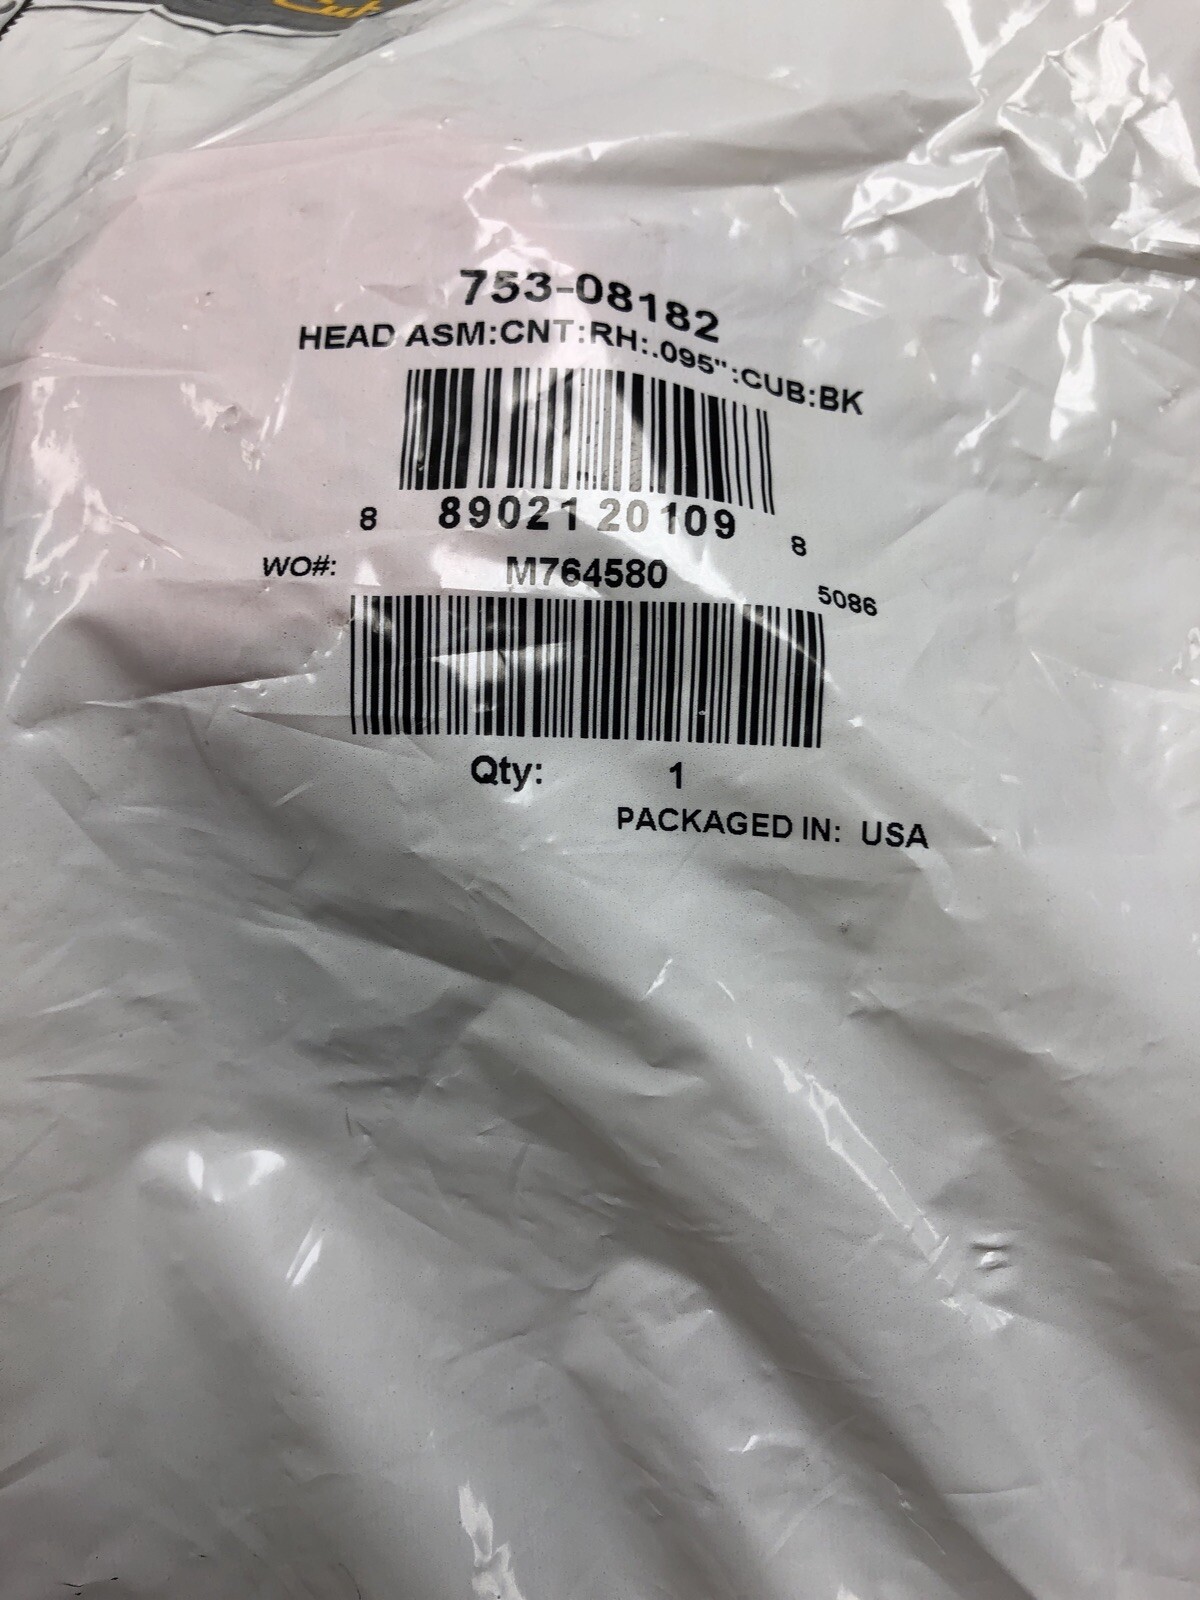 Cut
753-08182
HEAD ASM:CNT:RH:.095":CUB:BK
8 89021 20109 8
WO#: M764580 5086
Qty: 1
PACKAGED IN: USA